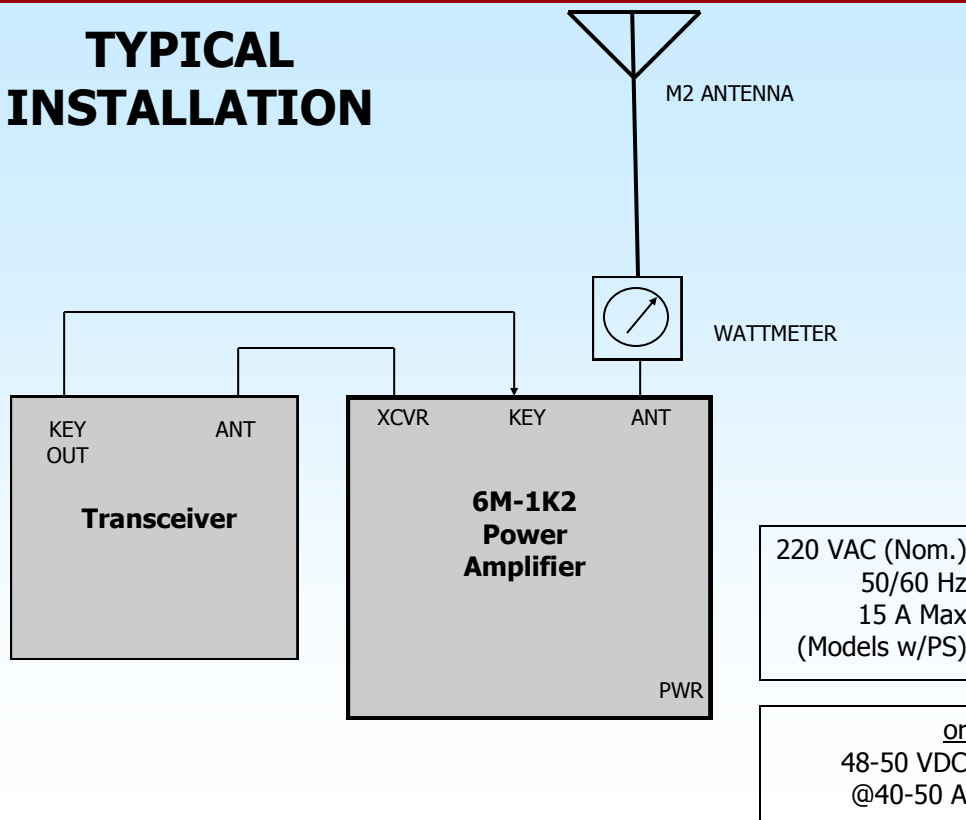 TYPICAL
INSTALLATION
M2 ANTENNA
WATTMETER
KEY
OUT
ANT
Transceiver
XCVR
KEY
ANT
6M-1K2
Power
Amplifier
PWR
220 VAC (Nom.)
50/60 Hz
15 A Max
(Models w/PS)
or
48-50 VDC
@40-50 A